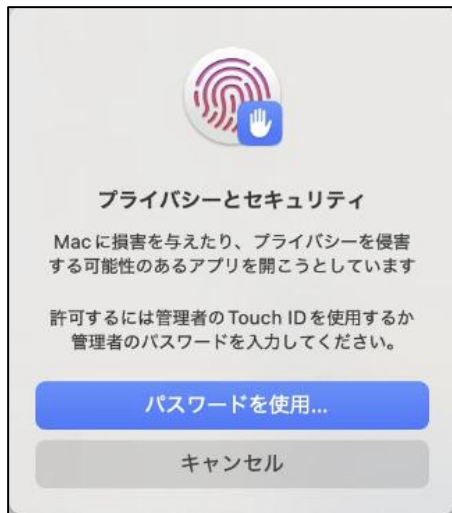 プライバシーとセキュリティ
Macに損害を与えたり、プライバシーを侵害
する可能性のあるアプリを開こうとしています
許可するには管理者のTouch IDを使用するか
管理者のパスワードを入力してください。
パスワードを使用...
キャンセル